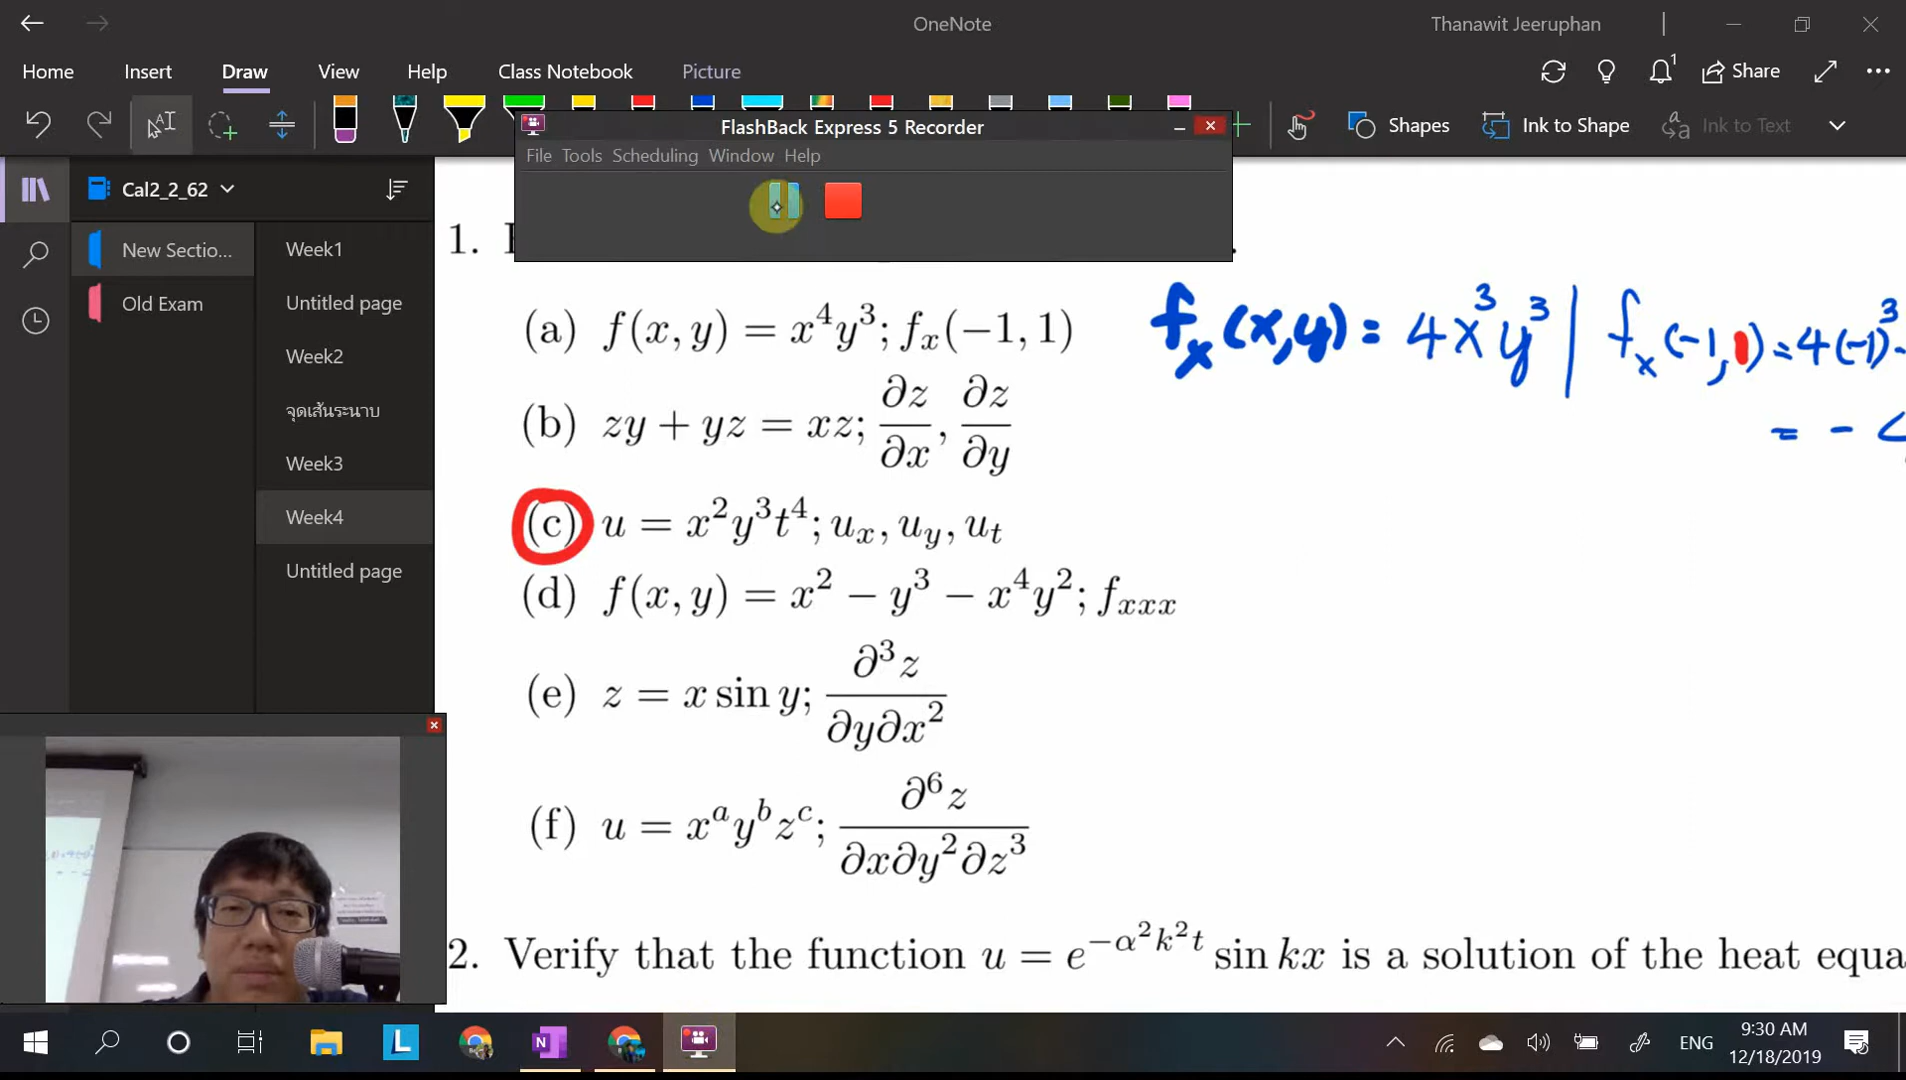 OneNote
Thanawit Jeeruphan
Home Insert Draw View Help Class Notebook Picture
1
Share
Shapes
Ink to Shape
Ink to Text
FlashBack Express 5 Recorder
File Tools Scheduling Window Help
Cal2_2_62
New Sectio...
Old Exam
Week1
Untitled page
Week2
จุดเส้นระนาบ
Week3
Week4
Untitled page
1.
(a) f(x, y) = x⁴y³; fₓ(−1, 1)
fₓ(x,y) = 4x³y³ | fₓ(-1,1) = 4(-1)³
= -
(b) zy + yz = xz; ∂z/∂x, ∂z/∂y
(c) u = x²y³t⁴; u_x, u_y, u_t
(d) f(x, y) = x² − y³ − x⁴y²; f_xxx
(e) z = x sin y; ∂³z/∂y∂x²
(f) u = xᵃyᵇzᶜ; ∂⁶z/∂x∂y²∂z³
2. Verify that the function u = e^{−α²k²t} sin kx is a solution of the heat equa
L
N
ENG
9:30 AM
12/18/2019